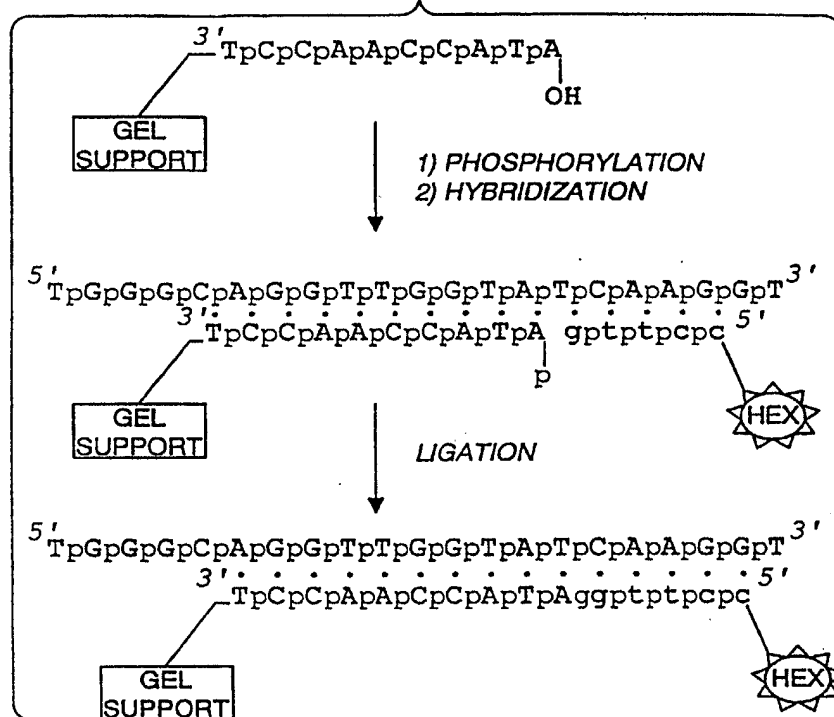 3' TpCpCpApApCpCpApTpA
OH
GEL
SUPPORT
1) PHOSPHORYLATION
2) HYBRIDIZATION
5' TpGpGpGpCpApGpGpTpTpGpGpTpApTpCpApApGpGpT 3'
3' TpCpCpApApCpCpApTpA gptptpcpc 5'
p
GEL
SUPPORT
HEX
LIGATION
5' TpGpGpGpCpApGpGpTpTpGpGpTpApTpCpApApGpGpT 3'
3' TpCpCpApApCpCpApTpAggptptpcpc 5'
GEL
SUPPORT
HEX